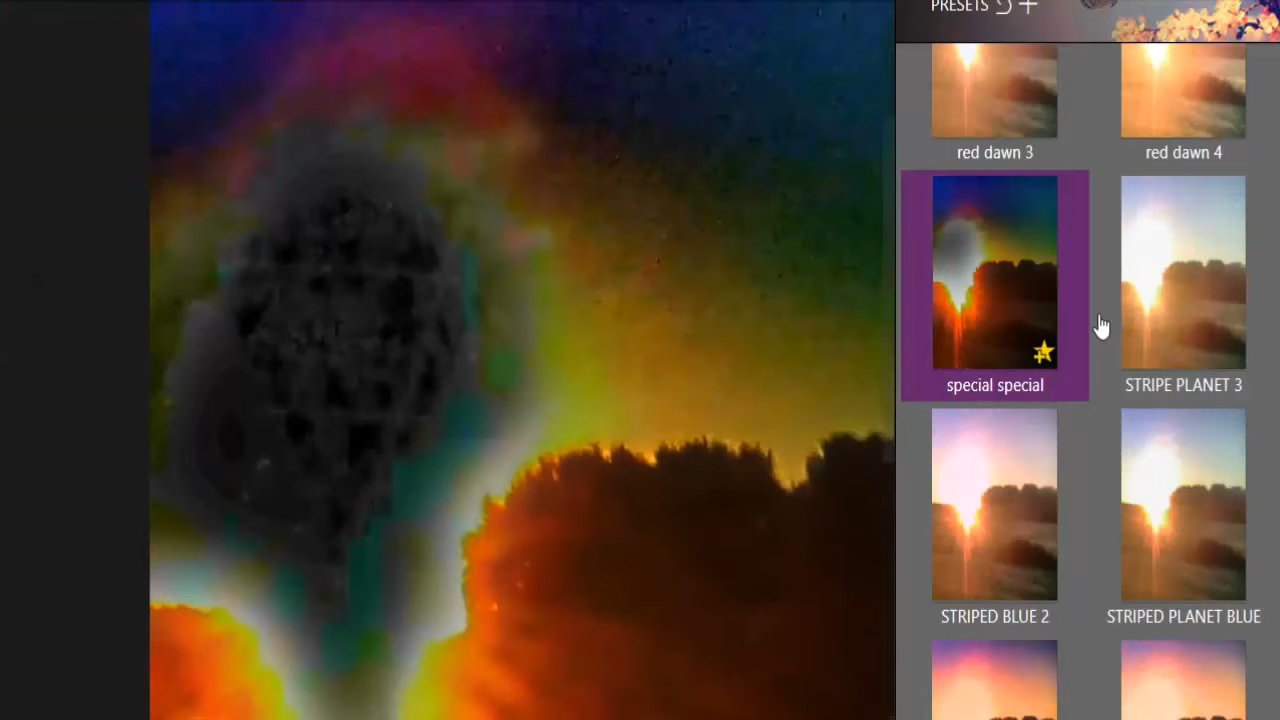 PRESETS
red dawn 3
red dawn 4
special special
STRIPE PLANET 3
STRIPED BLUE 2
STRIPED PLANET BLUE